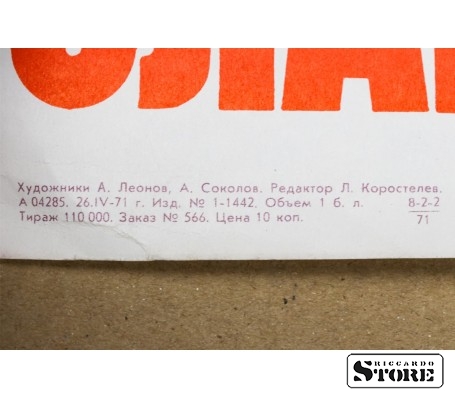 Художники А. Леонов, А. Соколов. Редактор Л. Коростелев.
А 04285. 26.IV-71 г. Изд. № 1-1442. Объем 1 б. л. 8-2-2
Тираж 110 000. Заказ № 566. Цена 10 коп. 71
RICCARDO
STORE